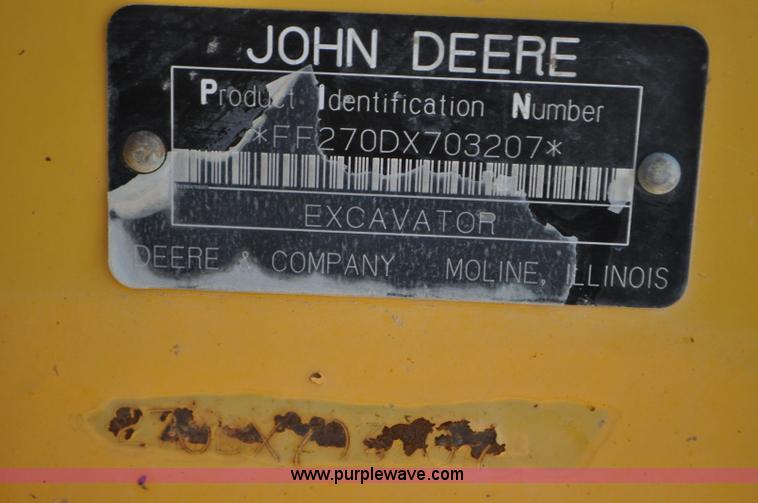 JOHN DEERE
Product Identification Number
*FF270DX703207*
EXCAVATOR
DEERE & COMPANY MOLINE, ILLINOIS
www.purplewave.com